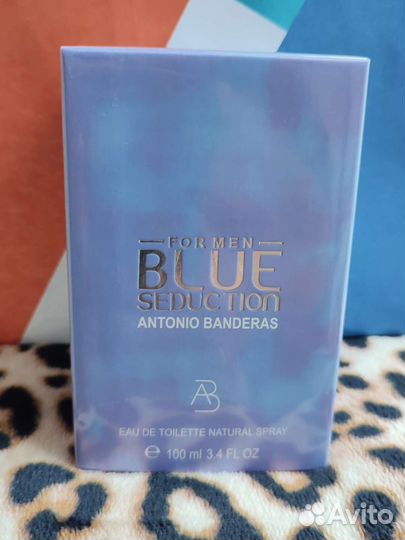 FOR MEN
BLUE
SEDUCTION
ANTONIO BANDERAS
AB
EAU DE TOILETTE NATURAL SPRAY
℮ 100 ml 3.4 FL OZ
Avito